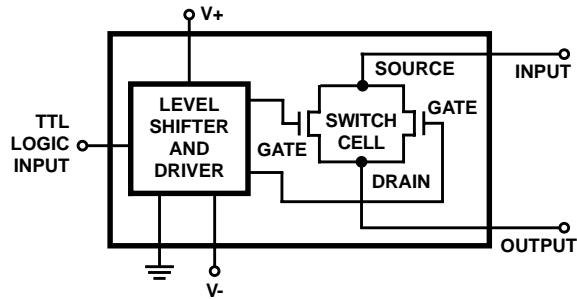 V+
SOURCE
INPUT
LEVEL
SHIFTER
AND
DRIVER
TTL
LOGIC
INPUT
GATE
SWITCH
CELL
GATE
DRAIN
OUTPUT
V-